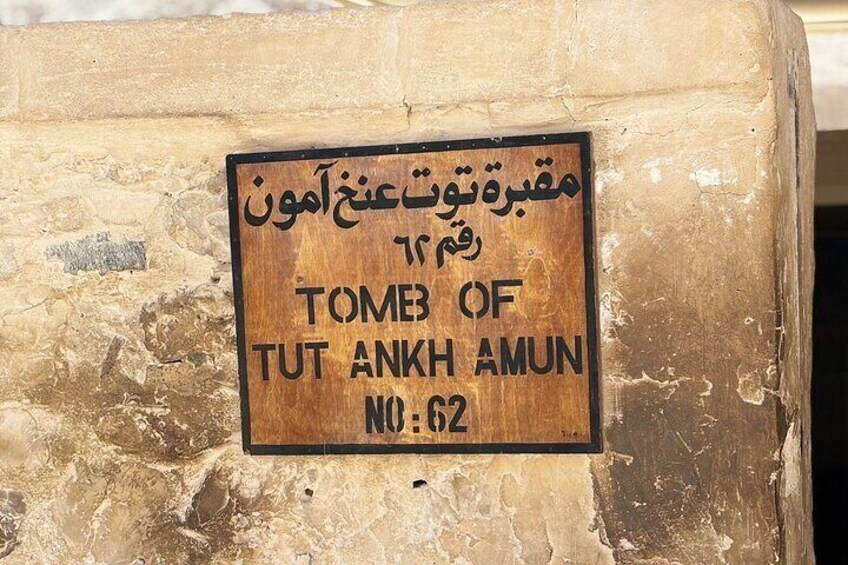 مقبرة توت عنخ آمون
رقم ٦٢
TOMB OF
TUT ANKH AMUN
NO: 62